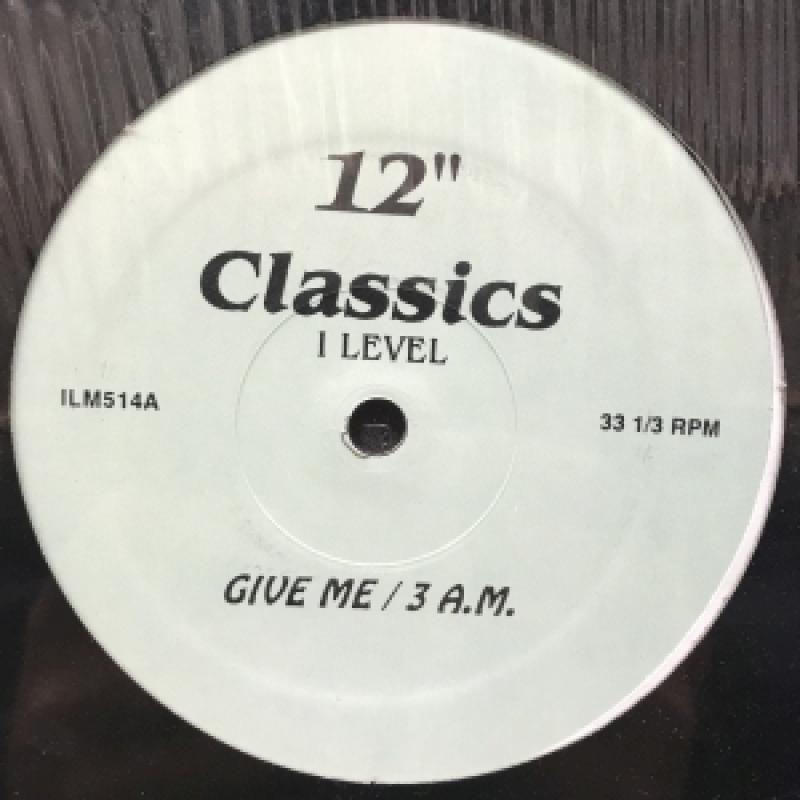 12"
Classics
I LEVEL
ILM514A
33 1/3 RPM
GIVE ME / 3 A.M.